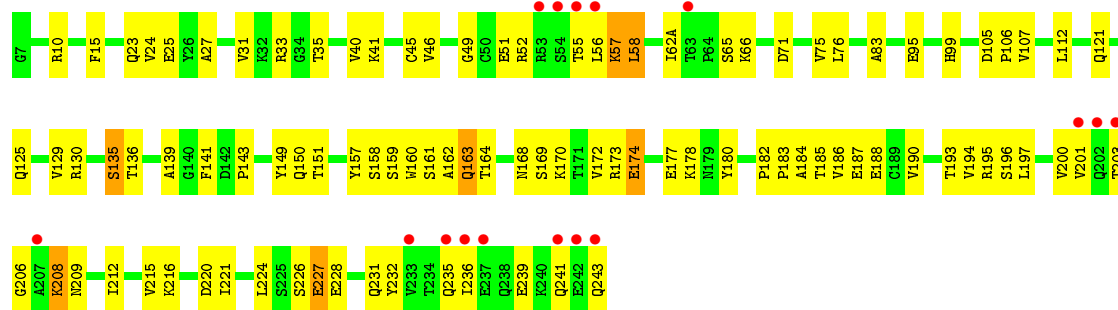 G7 R10 F15 Q23 V24 E25 Y26 A27 V31 K32 R33 G34 T35 V40 K41 C45 V46 G49 C50 E51 R52 R53 S54 T55 L56 K57 L58 I62A T63 P64 S65 K66 D71 V75 L76 A83 E95 H99 D105 P106 V107 L112 Q121
Q125 V129 R130 S135 T136 A139 G140 F141 D142 P143 Y149 Q150 T151 Y157 S158 S159 W160 S161 A162 Q163 T164 N168 S169 K170 T171 V172 R173 E174 E177 K178 N179 Y180 P182 P183 A184 T185 V186 E187 E188 C189 V190 T193 V194 R195 S196 L197 V200 V201 Q202 T203
G206 A207 K208 N209 I212 V215 K216 D220 I221 L224 S225 S226 E227 E228 Q231 Y232 V233 T234 Q235 I236 E237 Q238 E239 K240 Q241 E242 Q243